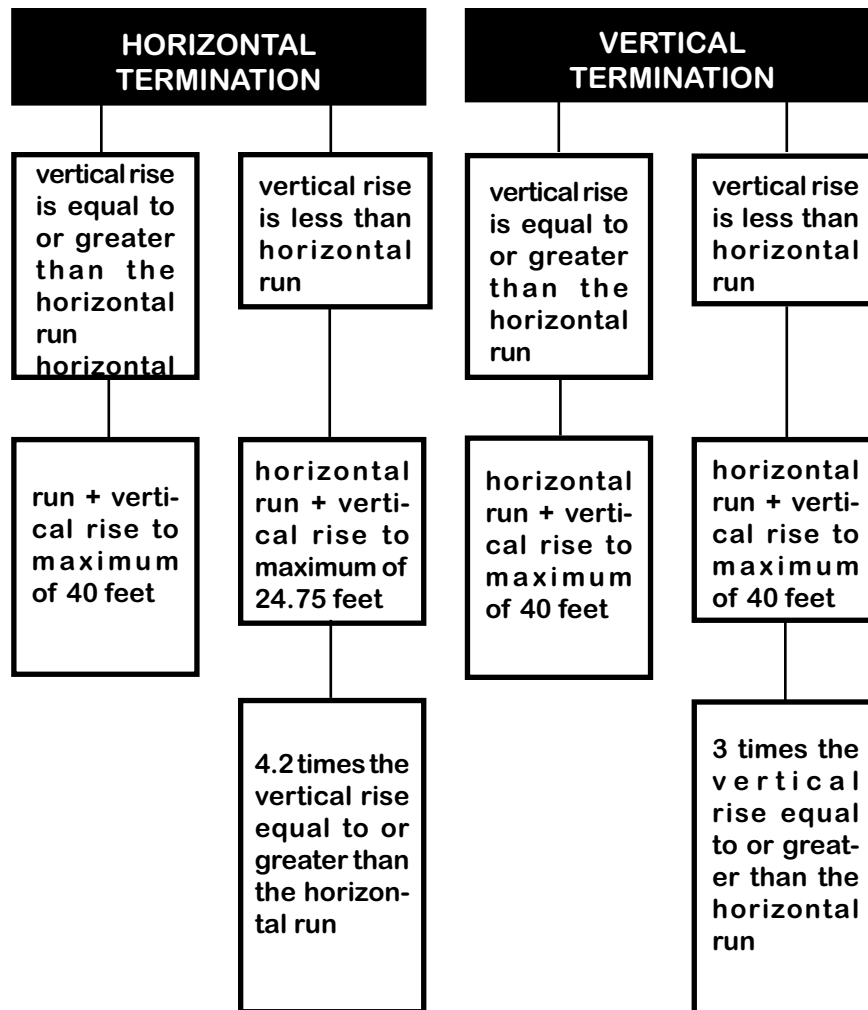 HORIZONTAL
TERMINATION
vertical rise
is equal to
or greater
than the
horizontal
run
horizontal
run + verti-
cal rise to
maximum
of 40 feet
vertical rise
is less than
horizontal
run
horizontal
run + verti-
cal rise to
maximum of
24.75 feet
4.2 times the
vertical rise
equal to or
greater than
the horizon-
tal run
VERTICAL
TERMINATION
vertical rise
is equal to
or greater
than the
horizontal
run
horizontal
run + verti-
cal rise to
maximum
of 40 feet
vertical rise
is less than
horizontal
run
horizontal
run + verti-
cal rise to
maximum
of 40 feet
3 times the
vertical
rise equal
to or great-
er than the
horizontal
run